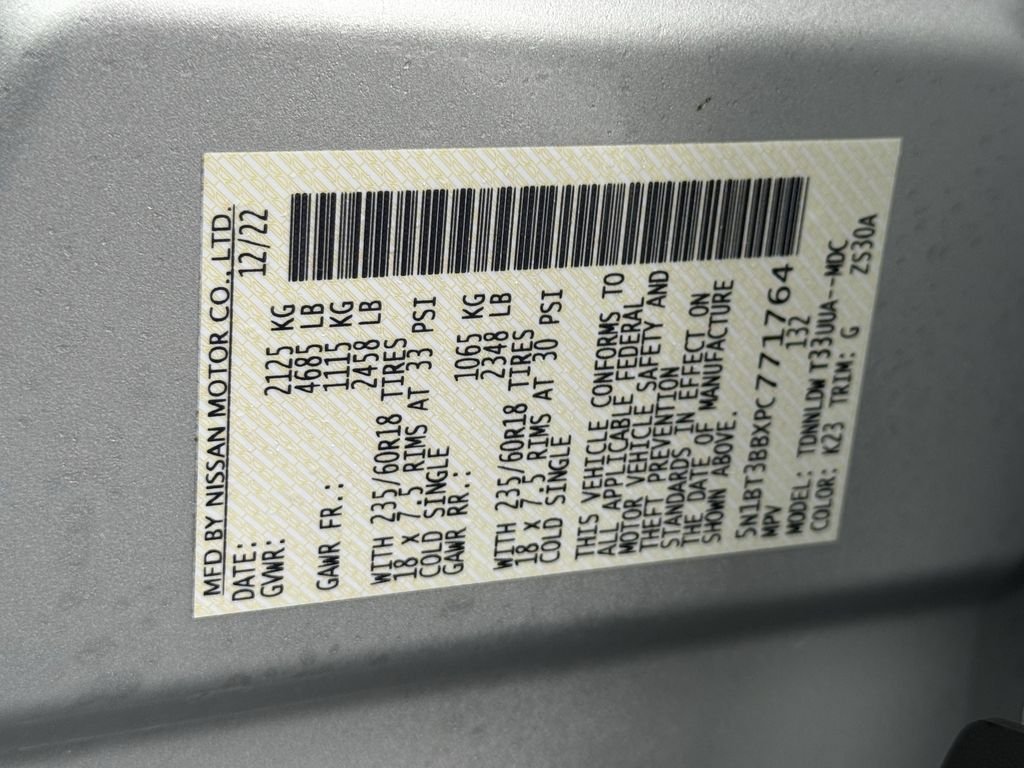 MFD BY NISSAN MOTOR CO., LTD.
DATE: 12/22
GVWR: 2125 KG
4685 LB
GAWR FR.: 1115 KG
2458 LB
WITH 235/60R18 TIRES
18 X 7.5 RIMS AT 33 PSI
COLD SINGLE
GAWR RR.: 1065 KG
2348 LB
WITH 235/60R18 TIRES
18 X 7.5 RIMS AT 30 PSI
COLD SINGLE
THIS VEHICLE CONFORMS TO
ALL APPLICABLE FEDERAL
MOTOR VEHICLE SAFETY AND
THEFT PREVENTION
STANDARDS IN EFFECT ON
THE DATE OF MANUFACTURE
SHOWN ABOVE.
5N1BT3BBXPC771764
MPV 132
MODEL: TDNNLDWT33UUA--MDC
COLOR: K23 TRIM: G ZS30A